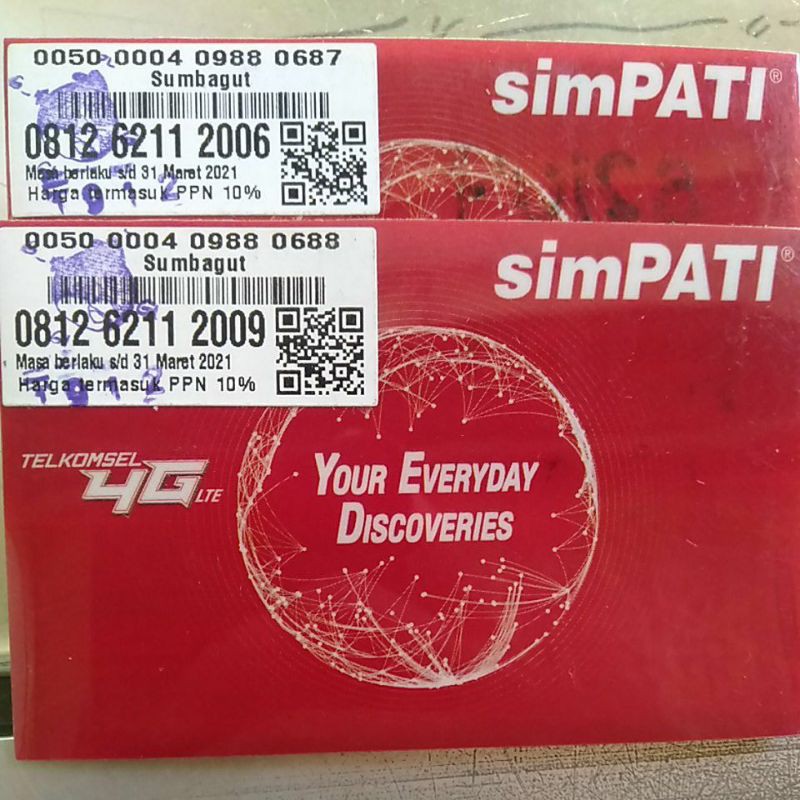 0050 0004 0988 0687
Sumbagut
0812 6211 2006
Masa berlaku s/d 31 Maret 2021
Harga termasuk PPN 10%
simPATI®
0050 0004 0988 0688
Sumbagut
0812 6211 2009
Masa berlaku s/d 31 Maret 2021
Harga termasuk PPN 10%
simPATI®
TELKOMSEL
4G LTE
YOUR EVERYDAY
DISCOVERIES